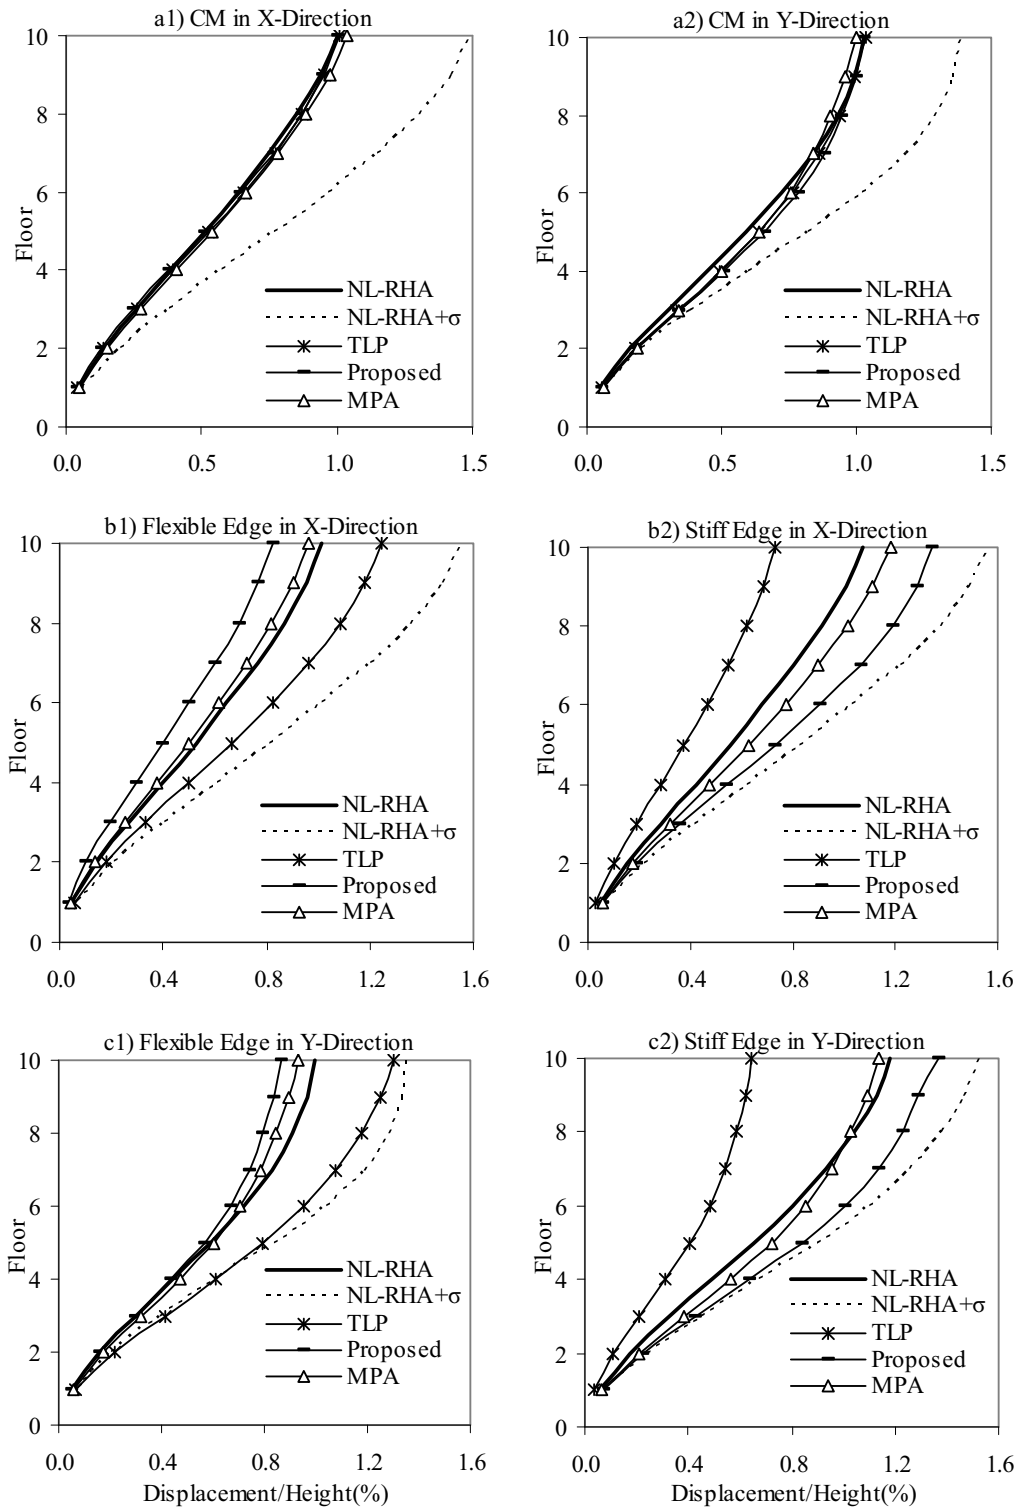 a1) CM in X-Direction
10
8
6
4
2
0
Floor
NL-RHA
NL-RHA+σ
TLP
Proposed
MPA
0.0 0.5 1.0 1.5
a2) CM in Y-Direction
10
8
6
4
2
0
Floor
NL-RHA
NL-RHA+σ
TLP
Proposed
MPA
0.0 0.5 1.0 1.5
b1) Flexible Edge in X-Direction
10
8
6
4
2
0
Floor
NL-RHA
NL-RHA+σ
TLP
Proposed
MPA
0.0 0.4 0.8 1.2 1.6
b2) Stiff Edge in X-Direction
10
8
6
4
2
0
Floor
NL-RHA
NL-RHA+σ
TLP
Proposed
MPA
0.0 0.4 0.8 1.2 1.6
c1) Flexible Edge in Y-Direction
10
8
6
4
2
0
Floor
NL-RHA
NL-RHA+σ
TLP
Proposed
MPA
0.0 0.4 0.8 1.2 1.6
Displacement/Height(%)
c2) Stiff Edge in Y-Direction
10
8
6
4
2
0
Floor
NL-RHA
NL-RHA+σ
TLP
Proposed
MPA
0.0 0.4 0.8 1.2 1.6
Displacement/Height(%)